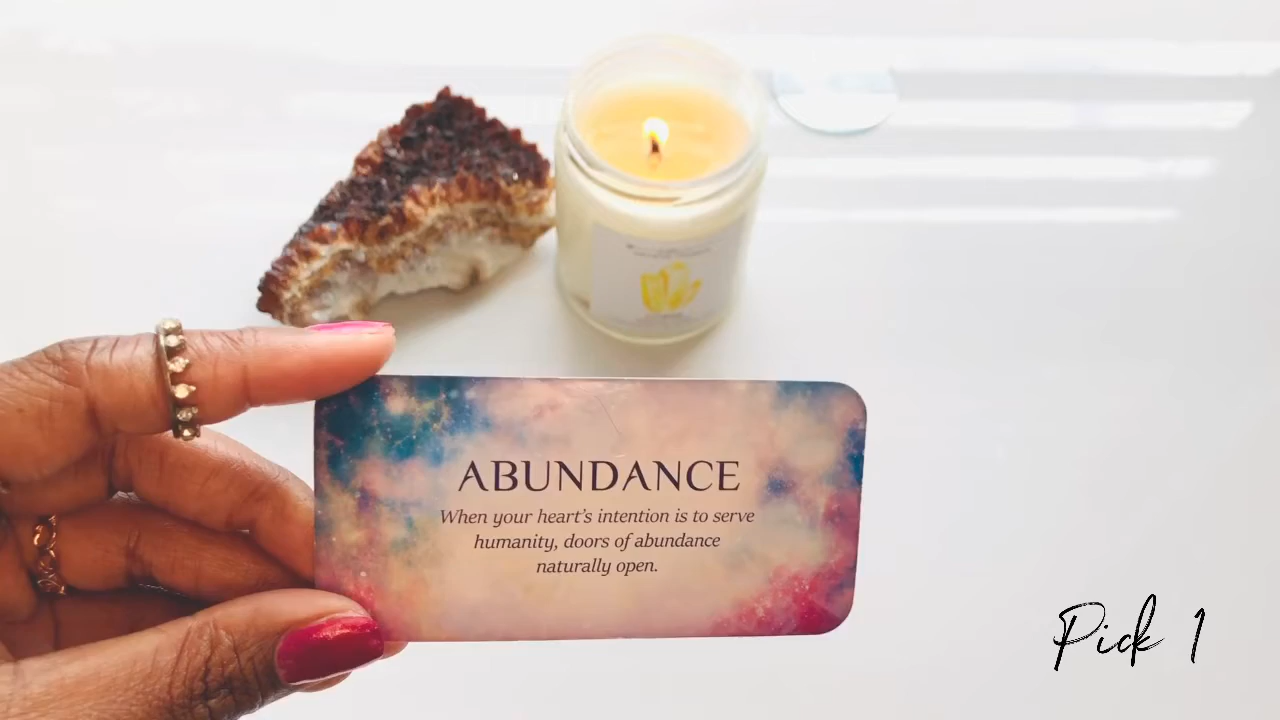 ABUNDANCE
When your heart's intention is to serve
humanity, doors of abundance
naturally open.
Pick 1